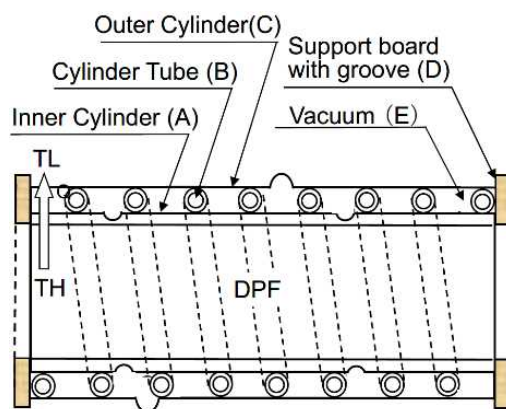 Outer Cylinder(C)
Support board
with groove (D)
Cylinder Tube (B)
Inner Cylinder (A)
Vacuum (E)
TL
TH
DPF